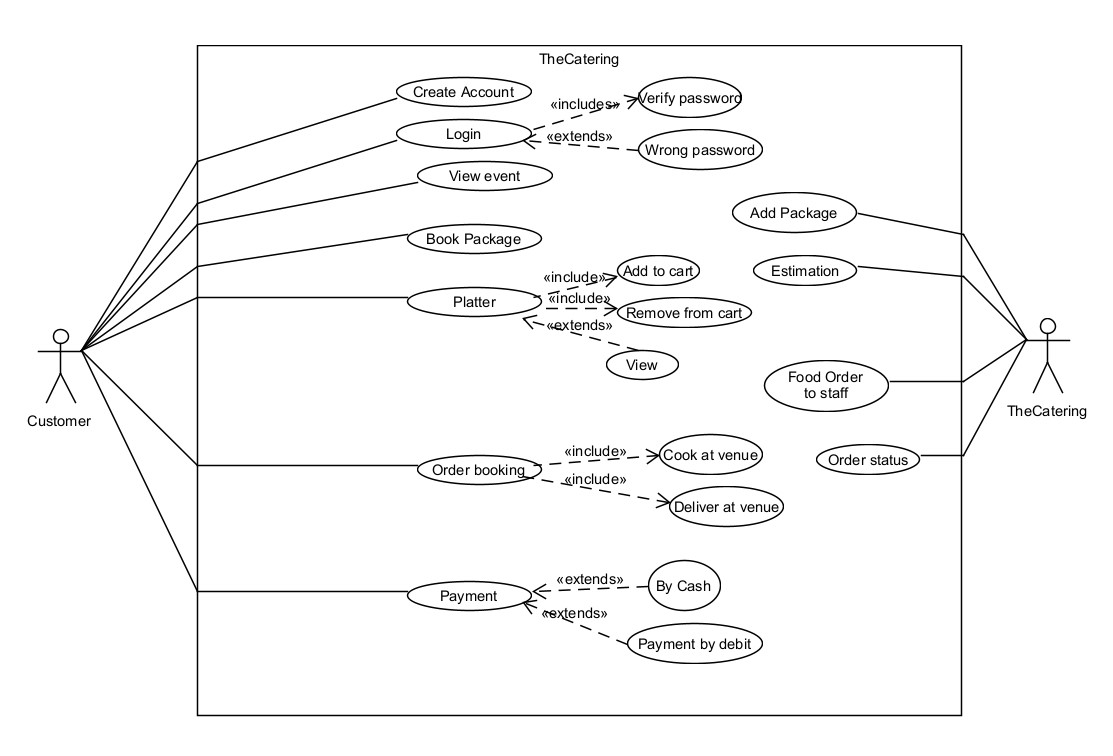 TheCatering
Create Account
«includes»
Verify password
Login
«extends»
Wrong password
View event
Add Package
Book Package
«include»
Add to cart
Estimation
Platter
«include»
Remove from cart
«extends»
View
Food Order
to staff
Customer
TheCatering
Order booking
«include»
Cook at venue
Order status
«include»
Deliver at venue
Payment
«extends»
By Cash
«extends»
Payment by debit